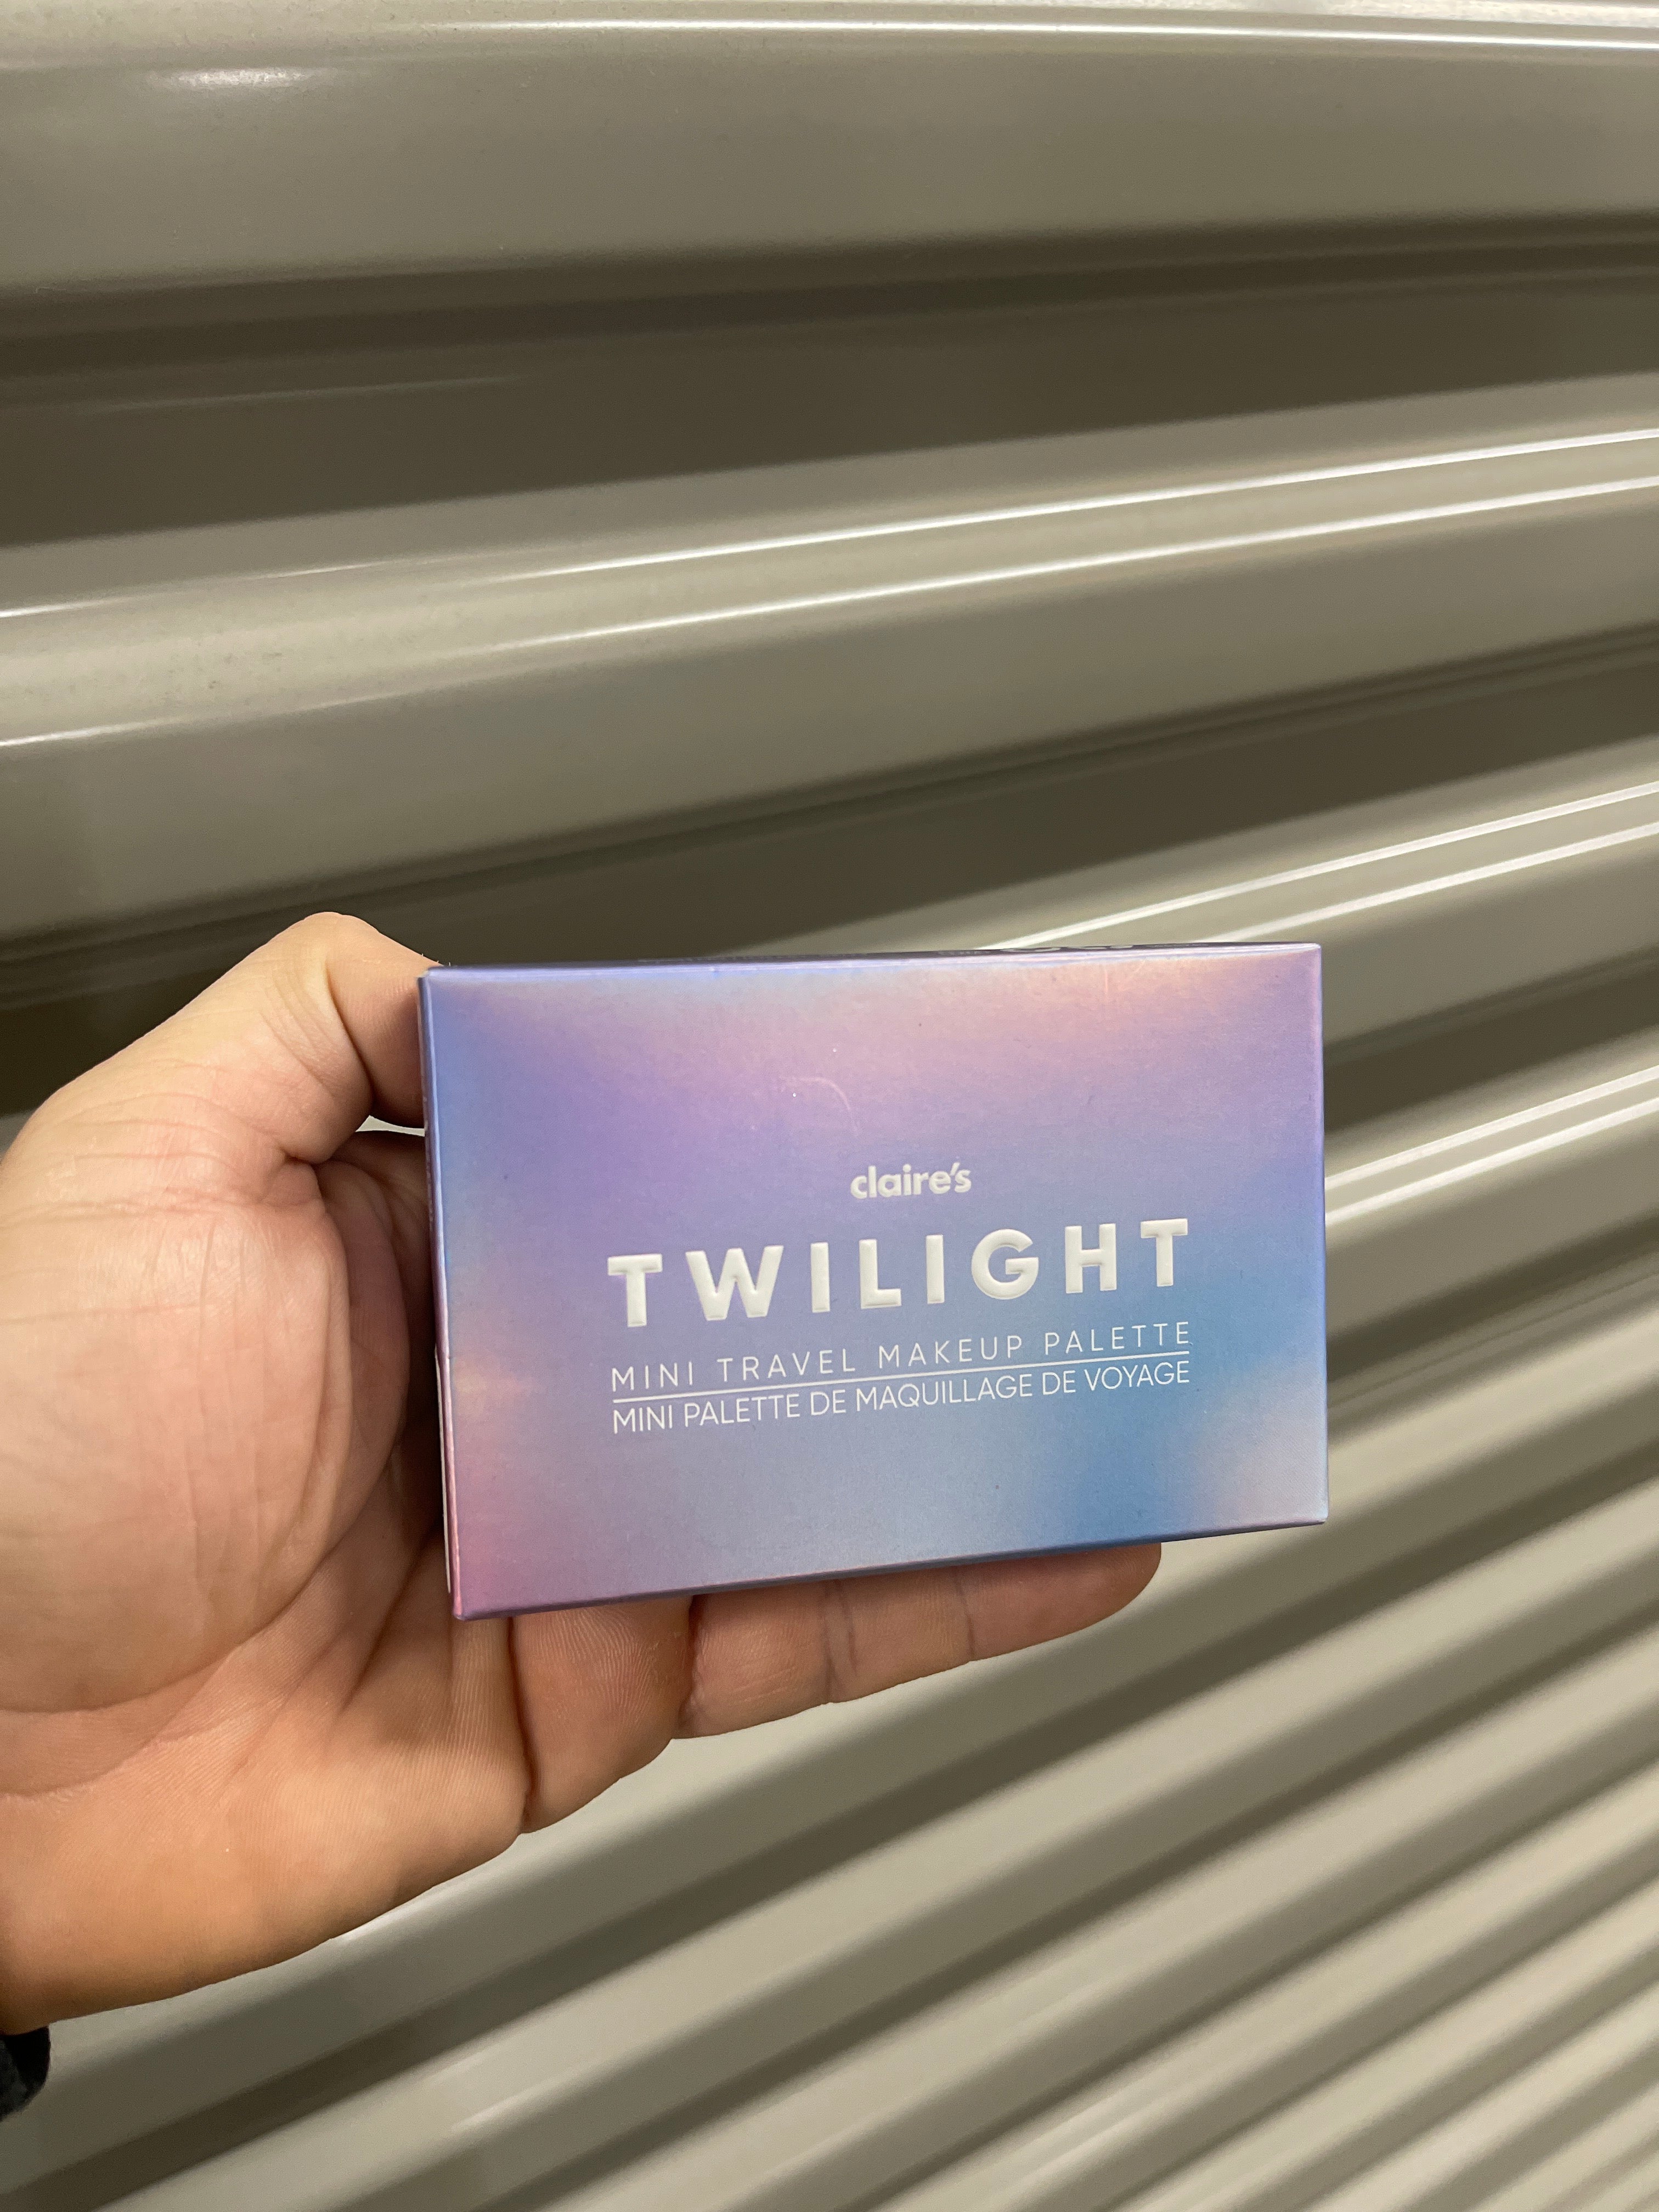 claire's
TWILIGHT
MINI TRAVEL MAKEUP PALETTE
MINI PALETTE DE MAQUILLAGE DE VOYAGE